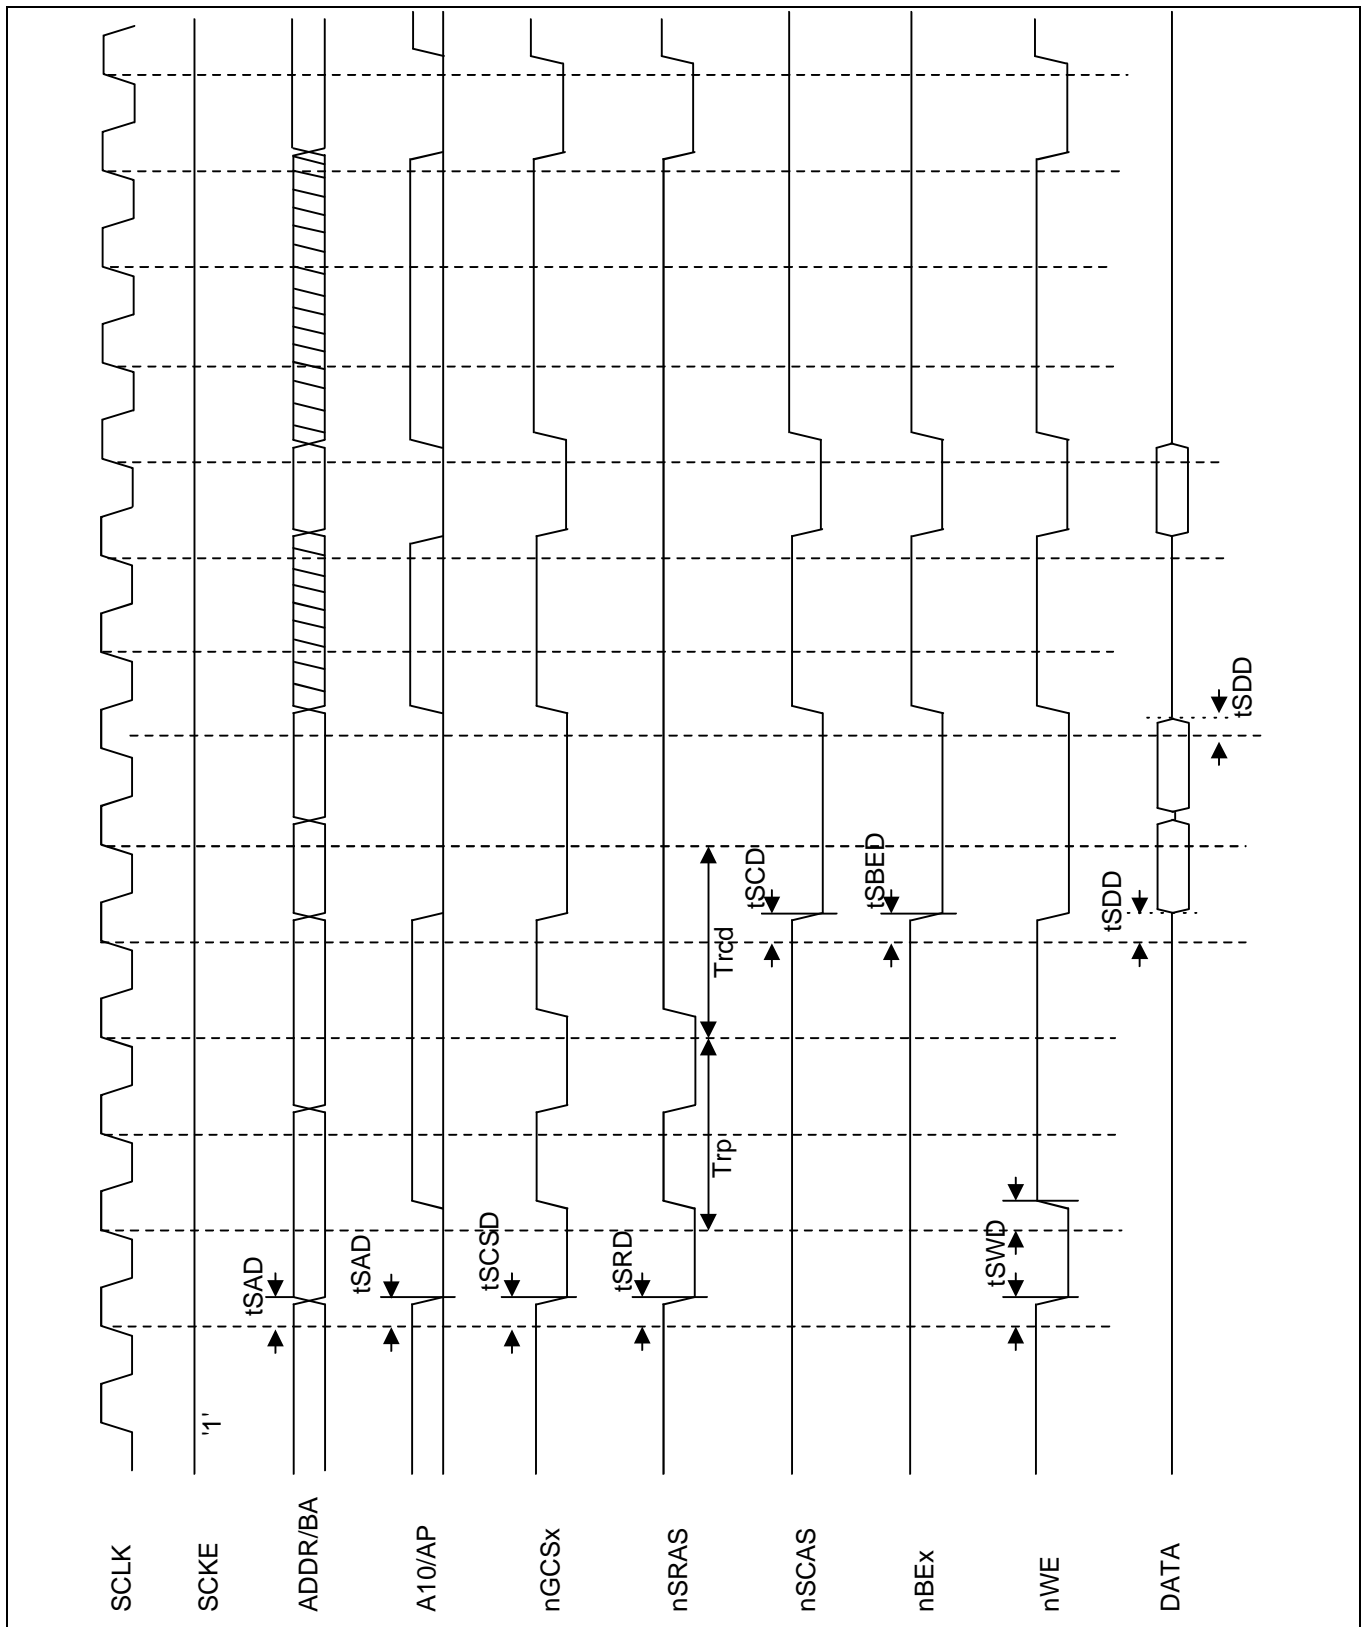 SCLK
SCKE
'1'
ADDR/BA
tSAD
A10/AP
tSAD
nGCSx
tSCSD
nSRAS
tSRD
Trp
Trcd
nSCAS
tSCD
nBEx
tSBED
nWE
tSWD
DATA
tSDD
tSDD